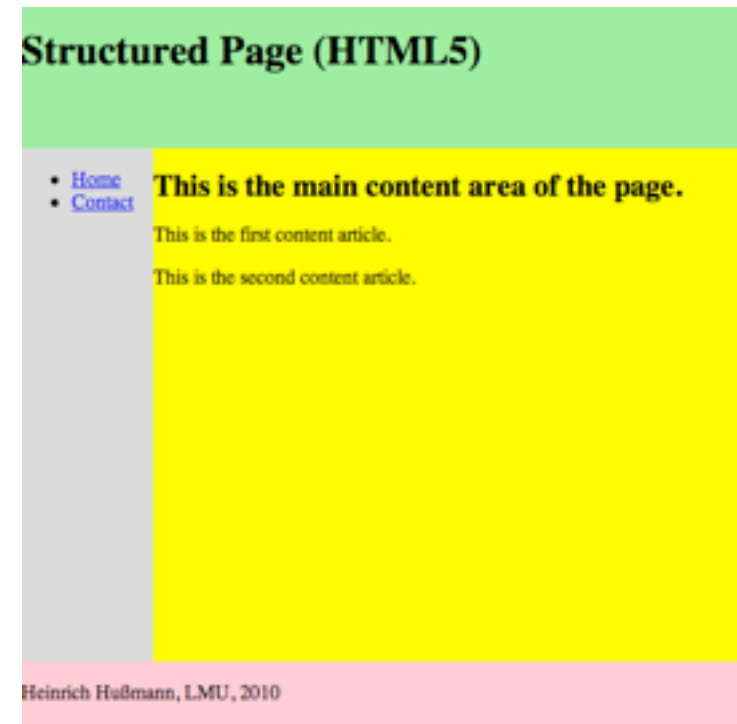 Structured Page (HTML5)
Home
Contact
This is the main content area of the page.
This is the first content article.
This is the second content article.
Heinrich Hußmann, LMU, 2010